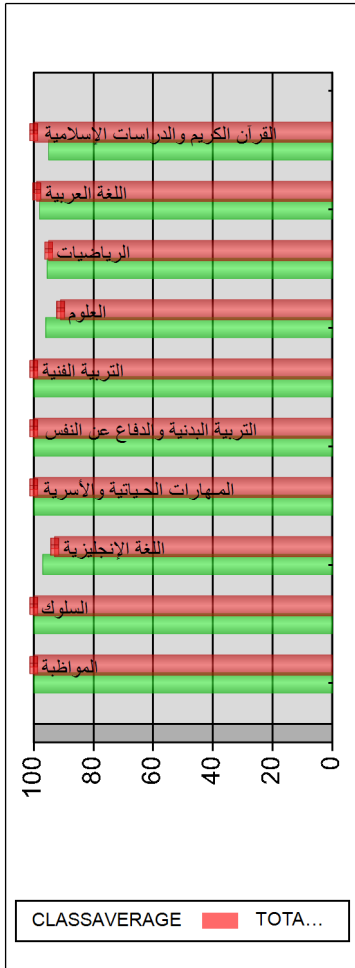 القرآن الكريم والدراسات الإسلامية
اللغة العربية
الرياضيات
العلوم
التربية الفنية
التربية البدنية والدفاع عن النفس
المهارات الحياتية والأسرية
اللغة الإنجليزية
السلوك
المواظبة
100
80
60
40
20
0
CLASSAVERAGE TOTA...